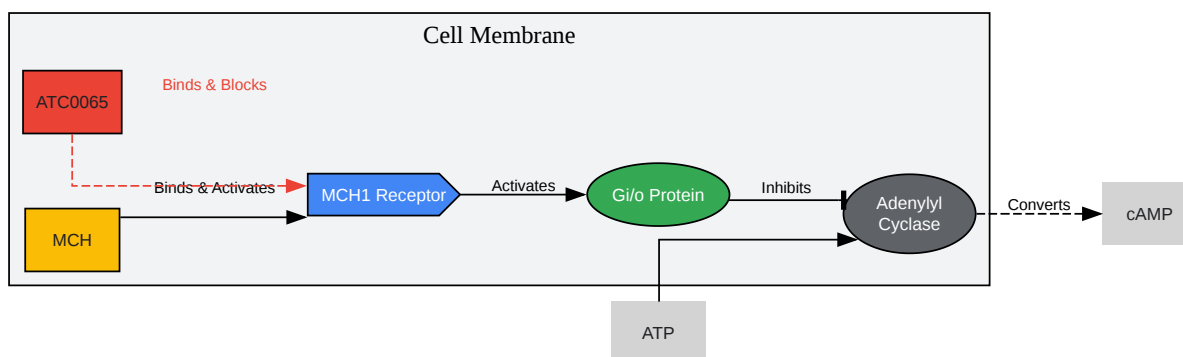 Cell Membrane
Binds & Blocks
ATC0065
Binds & Activates
MCH1 Receptor
Activates
Gi/o Protein
Inhibits
Adenylyl
Cyclase
Converts
cAMP
MCH
ATP